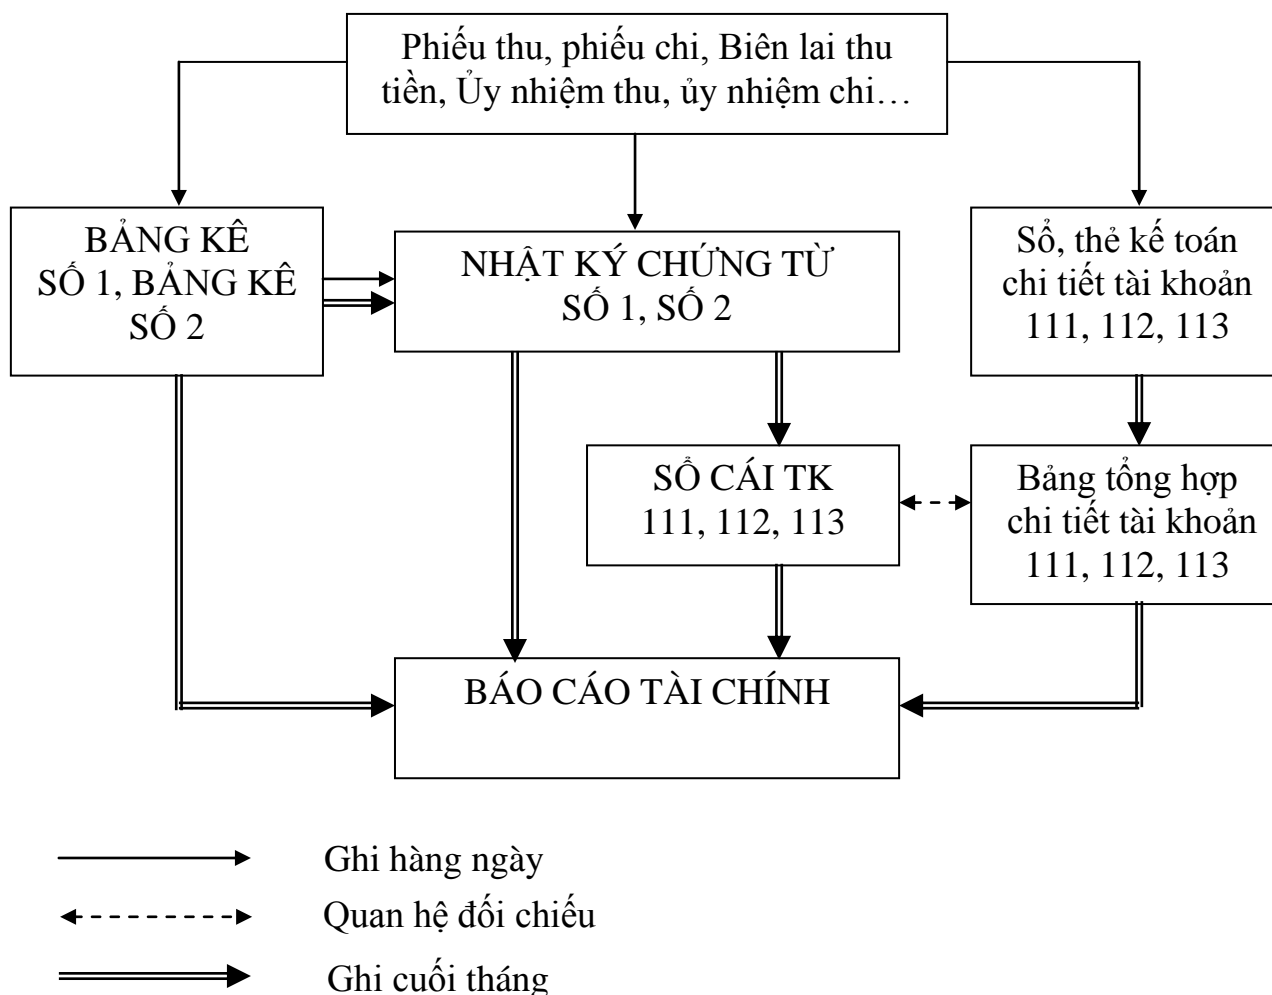 Phiếu thu, phiếu chi, Biên lai thu
tiền, Ủy nhiệm thu, ủy nhiệm chi…
BẢNG KÊ
SỐ 1, BẢNG KÊ
SỐ 2
NHẬT KÝ CHỨNG TỪ
SỐ 1, SỐ 2
Sổ, thẻ kế toán
chi tiết tài khoản
111, 112, 113
SỔ CÁI TK
111, 112, 113
Bảng tổng hợp
chi tiết tài khoản
111, 112, 113
BÁO CÁO TÀI CHÍNH
Ghi hàng ngày
Quan hệ đối chiếu
Ghi cuối tháng